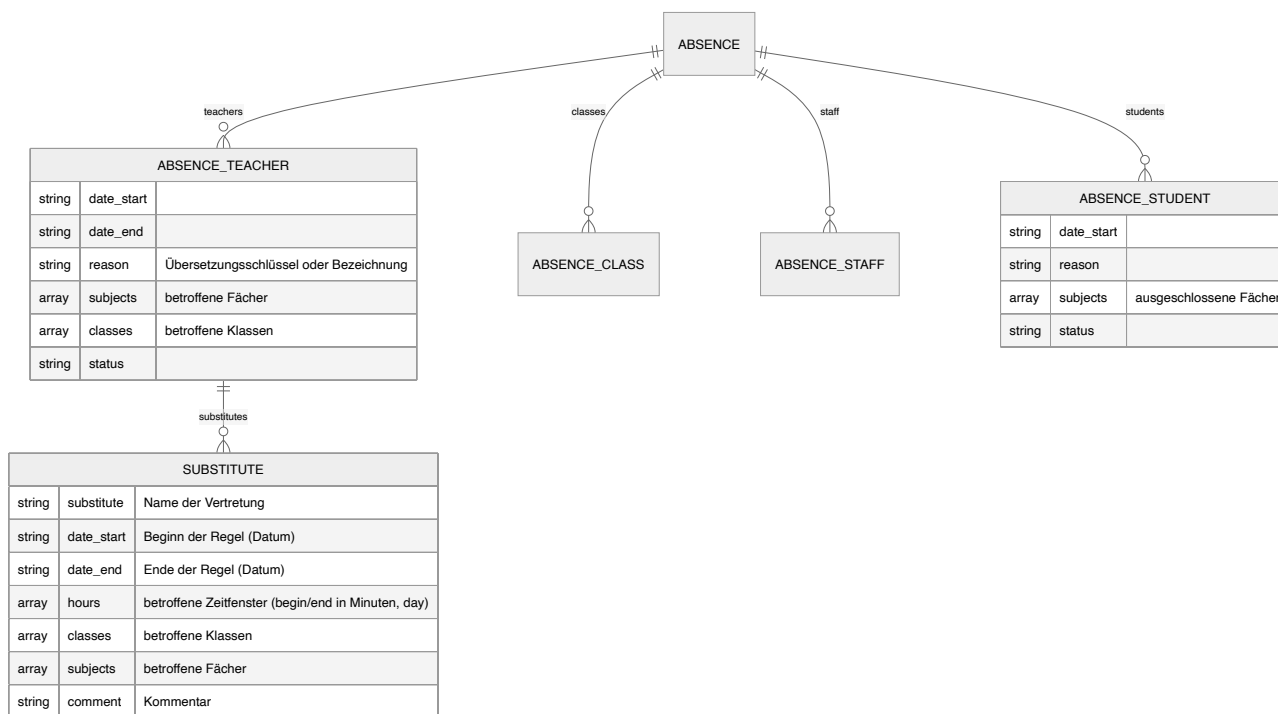 ABSENCE
teachers
classes
staff
students
ABSENCE_TEACHER
string date_start
string date_end
string reason Übersetzungsschlüssel oder Bezeichnung
array subjects betroffene Fächer
array classes betroffene Klassen
string status
ABSENCE_CLASS
ABSENCE_STAFF
ABSENCE_STUDENT
string date_start
string reason
array subjects ausgeschlossene Fächer
string status
substitutes
SUBSTITUTE
string substitute Name der Vertretung
string date_start Beginn der Regel (Datum)
string date_end Ende der Regel (Datum)
array hours betroffene Zeitfenster (begin/end in Minuten, day)
array classes betroffene Klassen
array subjects betroffene Fächer
string comment Kommentar